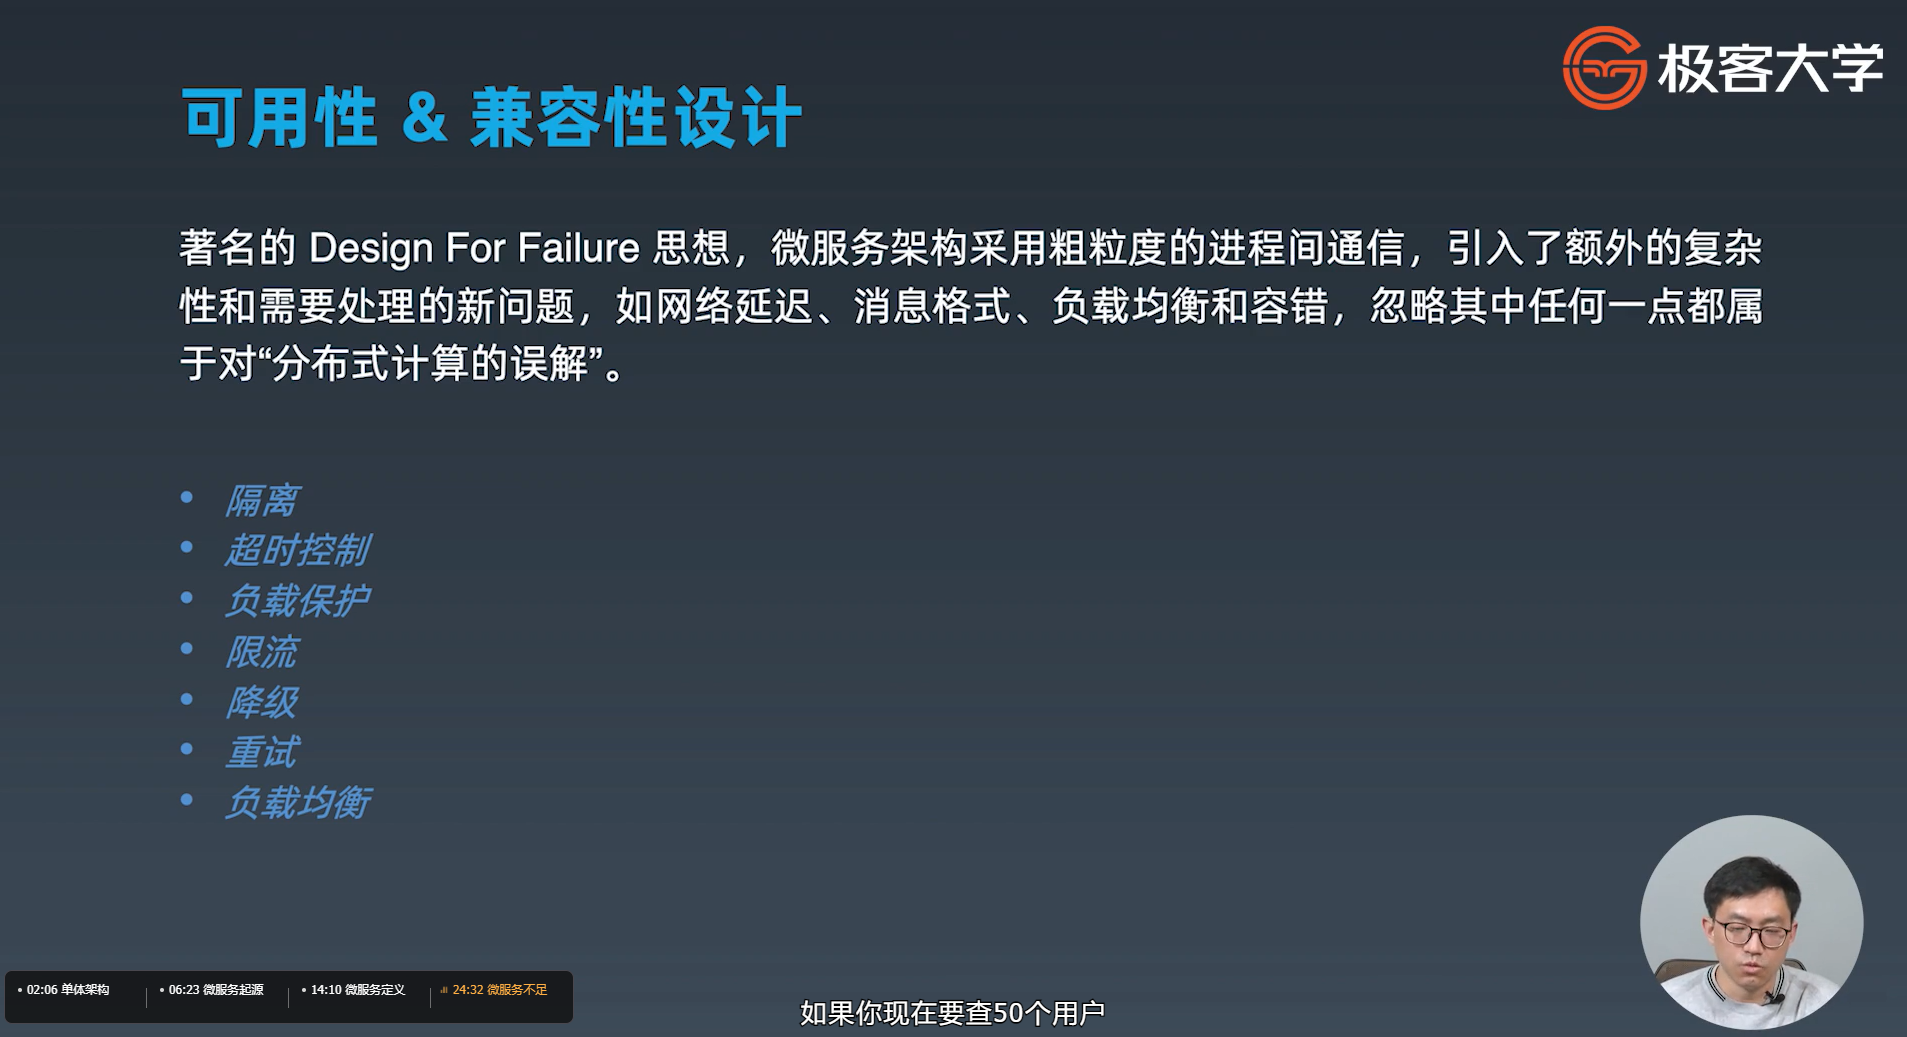 极客大学
可用性 & 兼容性设计
著名的 Design For Failure 思想，微服务架构采用粗粒度的进程间通信，引入了额外的复杂
性和需要处理的新问题，如网络延迟、消息格式、负载均衡和容错，忽略其中任何一点都属
于对“分布式计算的误解”。
• 隔离
• 超时控制
• 负载保护
• 限流
• 降级
• 重试
• 负载均衡
• 02:06 单体架构
• 06:23 微服务起源
• 14:10 微服务定义
24:32 微服务不足
如果你现在要查50个用户